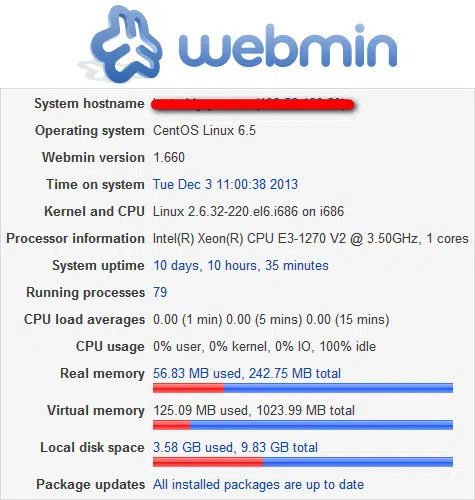 webmin
System hostname
Operating system CentOS Linux 6.5
Webmin version 1.660
Time on system Tue Dec 3 11:00:38 2013
Kernel and CPU Linux 2.6.32-220.el6.i686 on i686
Processor information Intel(R) Xeon(R) CPU E3-1270 V2 @ 3.50GHz, 1 cores
System uptime 10 days, 10 hours, 35 minutes
Running processes 79
CPU load averages 0.00 (1 min) 0.00 (5 mins) 0.00 (15 mins)
CPU usage 0% user, 0% kernel, 0% IO, 100% idle
Real memory 56.83 MB used, 242.75 MB total
Virtual memory 125.09 MB used, 1023.99 MB total
Local disk space 3.58 GB used, 9.83 GB total
Package updates All installed packages are up to date